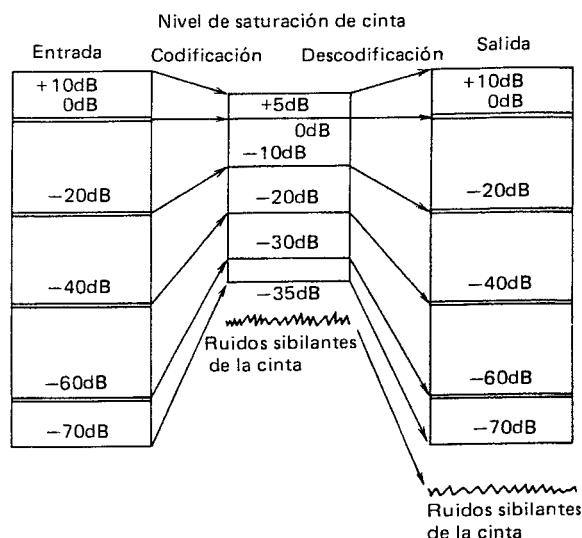 Nivel de saturación de cinta
Entrada
Codificación
Descodificación
Salida
+10dB
0dB
−20dB
−40dB
−60dB
−70dB
+5dB
0dB
−10dB
−20dB
−30dB
−35dB
Ruidos sibilantes
de la cinta
+10dB
0dB
−20dB
−40dB
−60dB
−70dB
Ruidos sibilantes
de la cinta